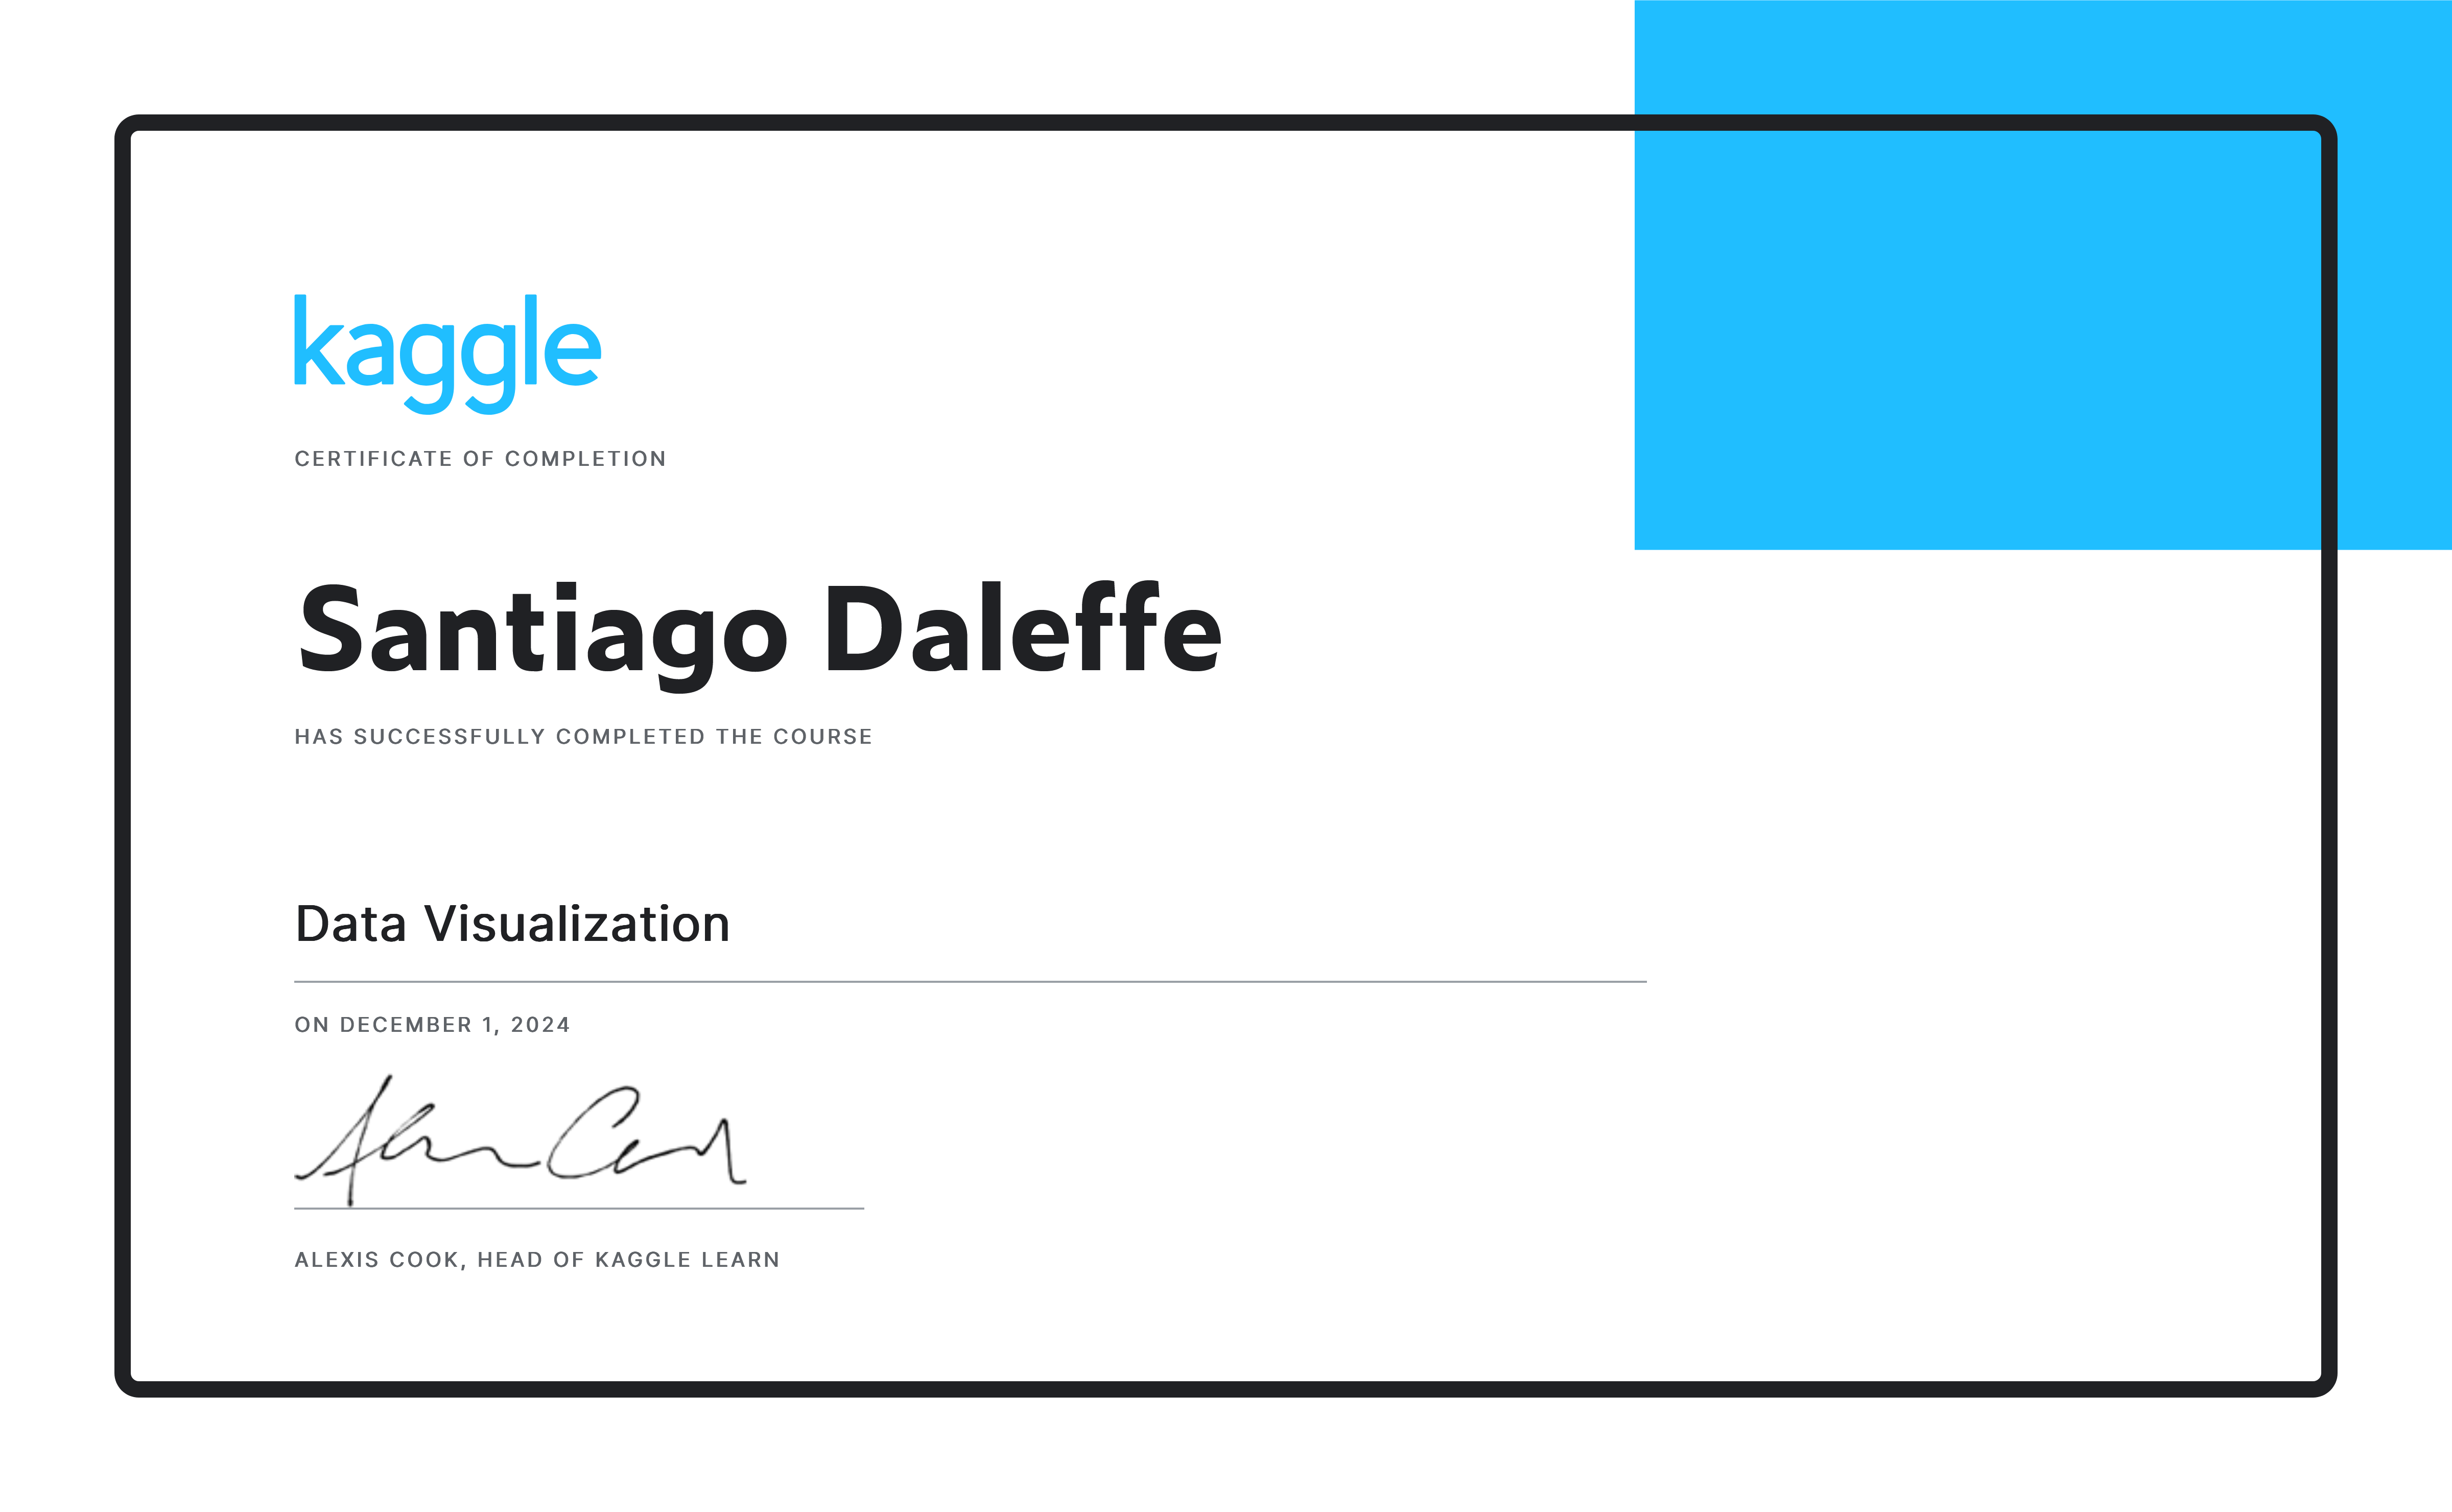 kaggle
CERTIFICATE OF COMPLETION
Santiago Daleffe
HAS SUCCESSFULLY COMPLETED THE COURSE
Data Visualization
ON DECEMBER 1, 2024
ALEXIS COOK, HEAD OF KAGGLE LEARN